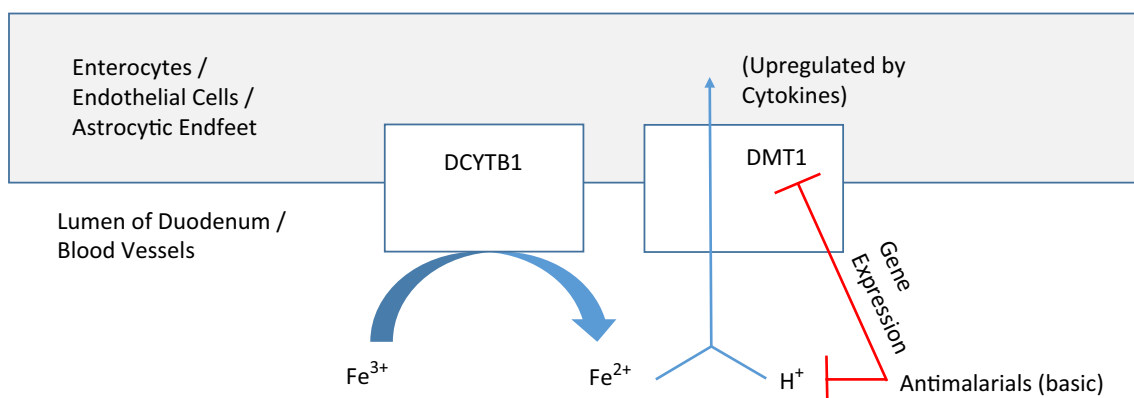 Enterocytes /
Endothelial Cells /
Astrocytic Endfeet
(Upregulated by
Cytokines)
DCYTB1
DMT1
Lumen of Duodenum /
Blood Vessels
Gene
Expression
Fe³⁺
Fe²⁺
H⁺
Antimalarials (basic)